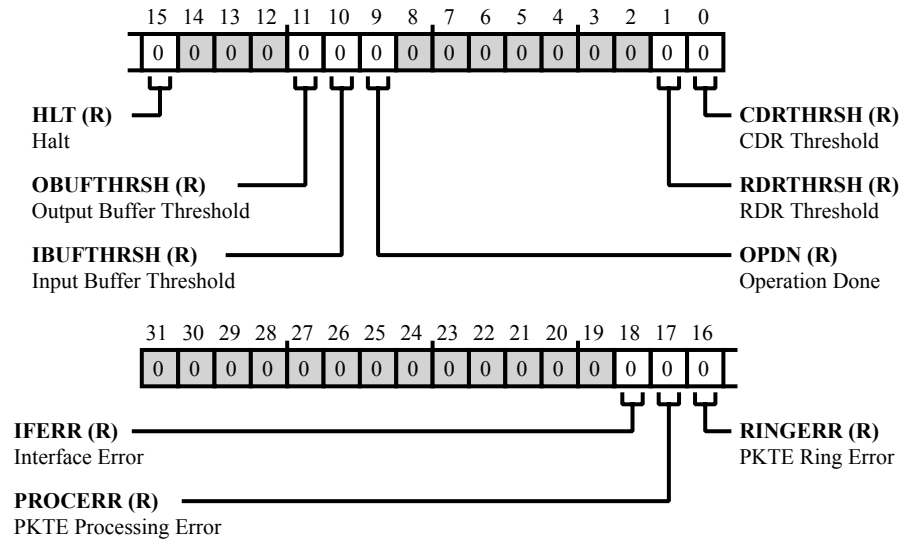 15 14 13 12 11 10 9 8 7 6 5 4 3 2 1 0
0 0 0 0 0 0 0 0 0 0 0 0 0 0 0 0
HLT (R)
Halt
CDRTHRSH (R)
CDR Threshold
OBUFTHRSH (R)
Output Buffer Threshold
RDRTHRSH (R)
RDR Threshold
IBUFTHRSH (R)
Input Buffer Threshold
OPDN (R)
Operation Done
31 30 29 28 27 26 25 24 23 22 21 20 19 18 17 16
0 0 0 0 0 0 0 0 0 0 0 0 0 0 0 0
IFERR (R)
Interface Error
RINGERR (R)
PKTE Ring Error
PROCERR (R)
PKTE Processing Error